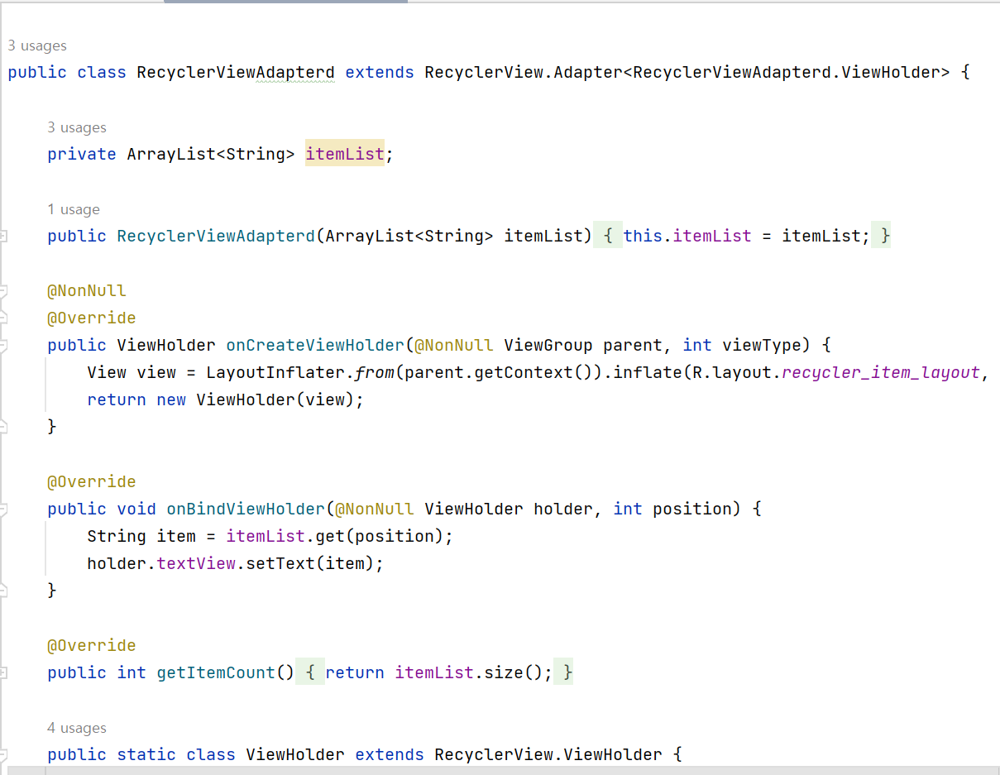 3 usages
public class RecyclerViewAdapterd extends RecyclerView.Adapter<RecyclerViewAdapterd.ViewHolder> {
3 usages
private ArrayList<String> itemList;
1 usage
public RecyclerViewAdapterd(ArrayList<String> itemList) { this.itemList = itemList; }
@NonNull
@Override
public ViewHolder onCreateViewHolder(@NonNull ViewGroup parent, int viewType) {
View view = LayoutInflater.from(parent.getContext()).inflate(R.layout.recycler_item_layout,
return new ViewHolder(view);
}
@Override
public void onBindViewHolder(@NonNull ViewHolder holder, int position) {
String item = itemList.get(position);
holder.textView.setText(item);
}
@Override
public int getItemCount() { return itemList.size(); }
4 usages
public static class ViewHolder extends RecyclerView.ViewHolder {